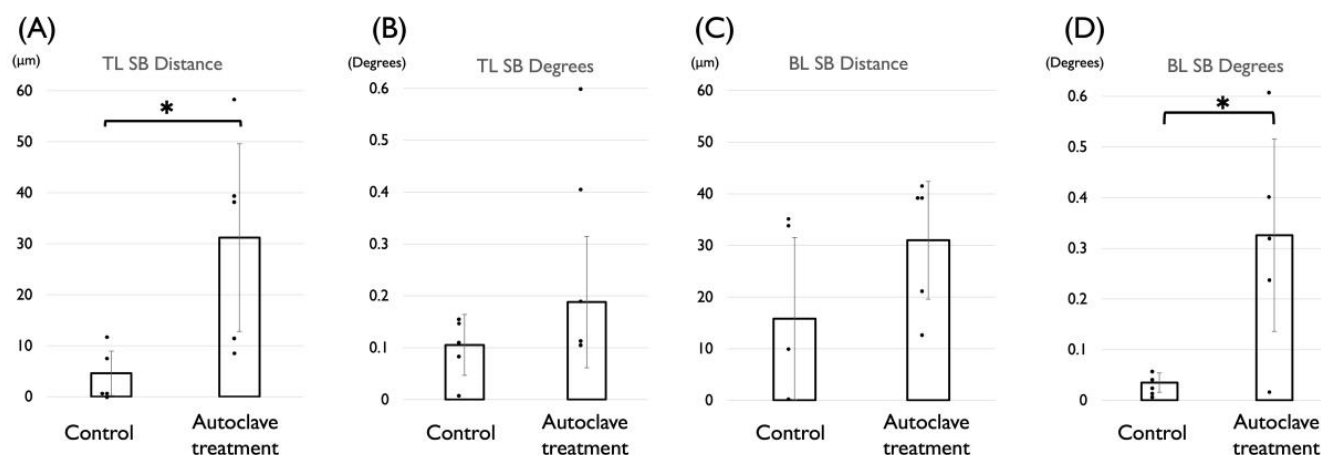 (A)
(µm)
TL SB Distance
60
50
40
30
20
10
0
*
Control
Autoclave
treatment
(B)
(Degrees)
TL SB Degrees
0.6
0.5
0.4
0.3
0.2
0.1
0
Control
Autoclave
treatment
(C)
(µm)
BL SB Distance
60
50
40
30
20
10
0
Control
Autoclave
treatment
(D)
(Degrees)
BL SB Degrees
0.6
0.5
0.4
0.3
0.2
0.1
0
*
Control
Autoclave
treatment